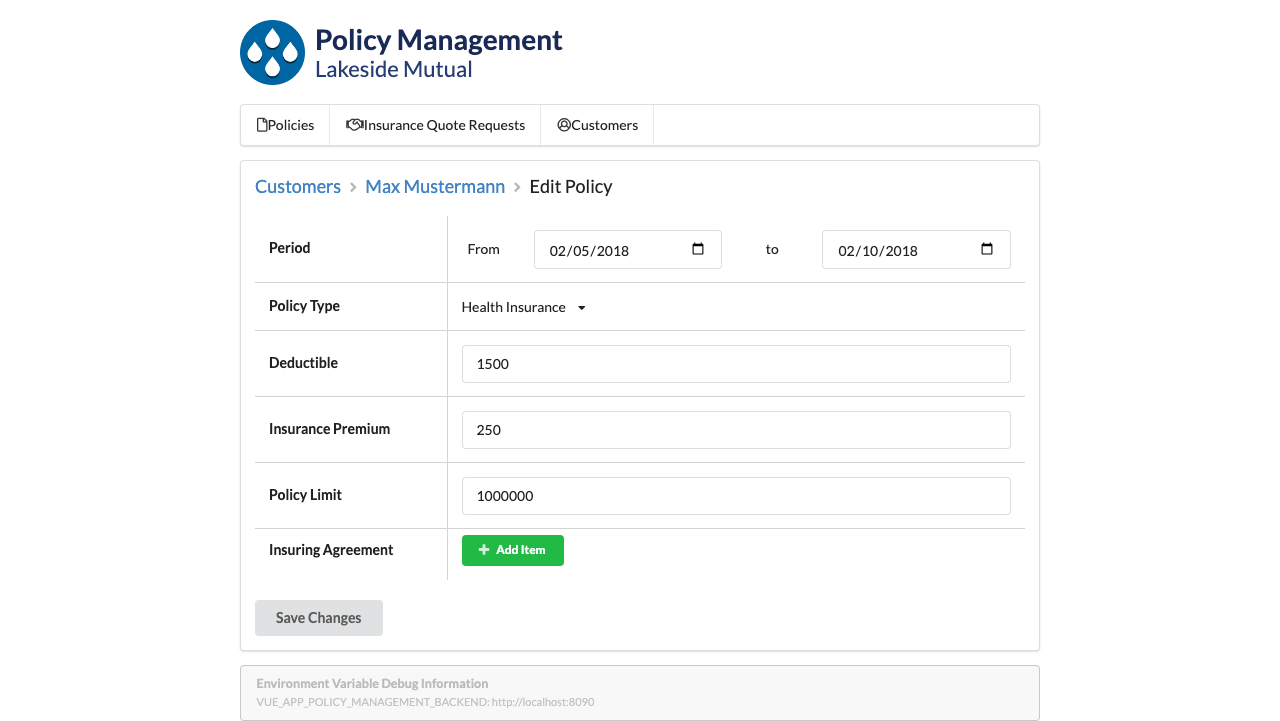 Policy Management
Lakeside Mutual
Policies
Insurance Quote Requests
Customers
Customers Max Mustermann Edit Policy
Period From 02/05/2018 to 02/10/2018
Policy Type Health Insurance
Deductible 1500
Insurance Premium 250
Policy Limit 1000000
Insuring Agreement Add Item
Save Changes
Environment Variable Debug Information
VUE_APP_POLICY_MANAGEMENT_BACKEND: http://localhost:8090